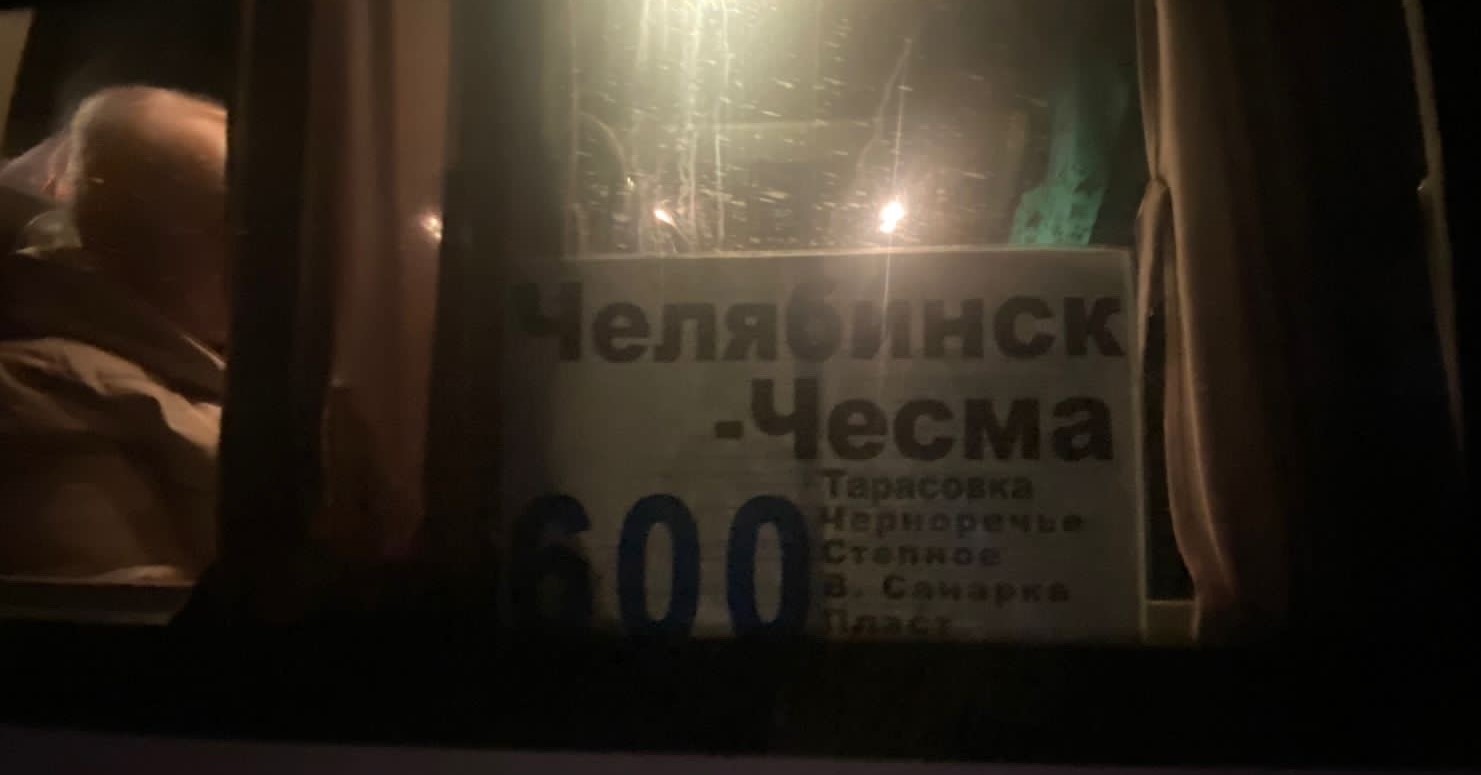 Челябинск
-Чесма
600
Тарасовка
Черноречье
Степное
В. Санарка
Пласт